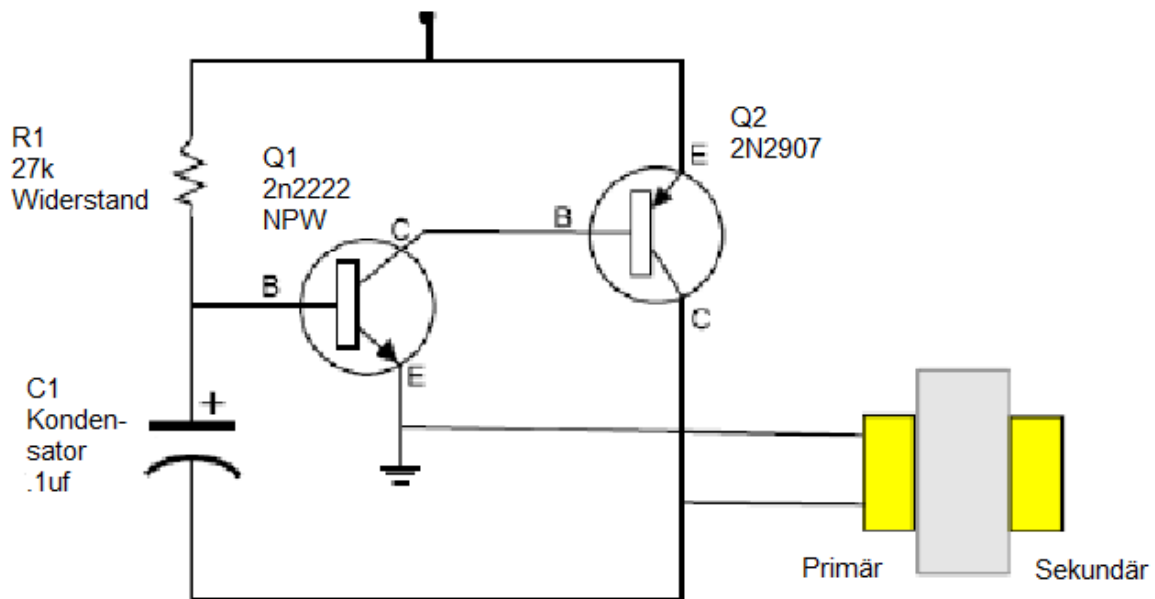 R1
27k
Widerstand
Q1
2n2222
NPW
C
B
E
Q2
2N2907
E
B
C
C1
+
Konden-
sator
.1uf
Primär
Sekundär